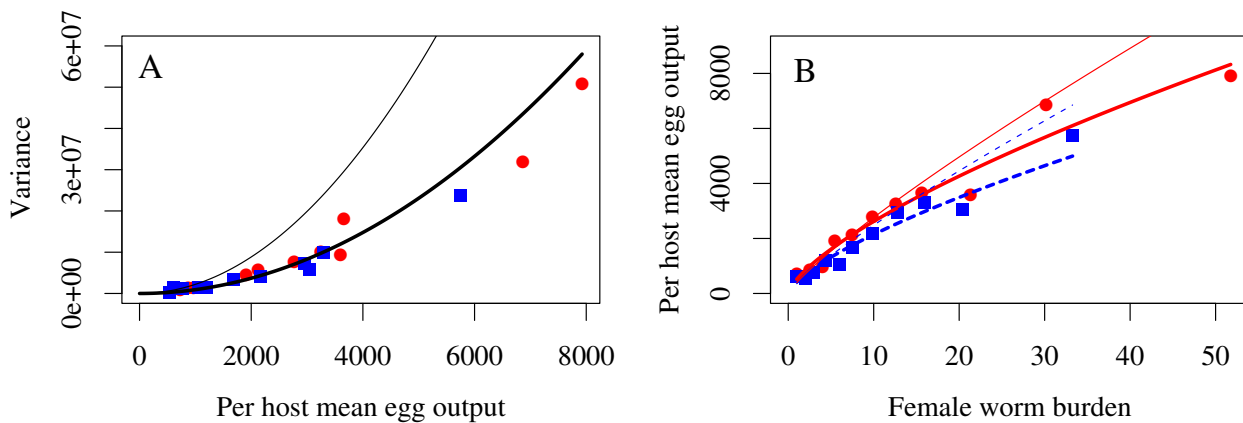 A
Variance
0e+00
3e+07
6e+07
0
2000
4000
6000
8000
Per host mean egg output
B
Per host mean egg output
0
4000
8000
0
10
20
30
40
50
Female worm burden